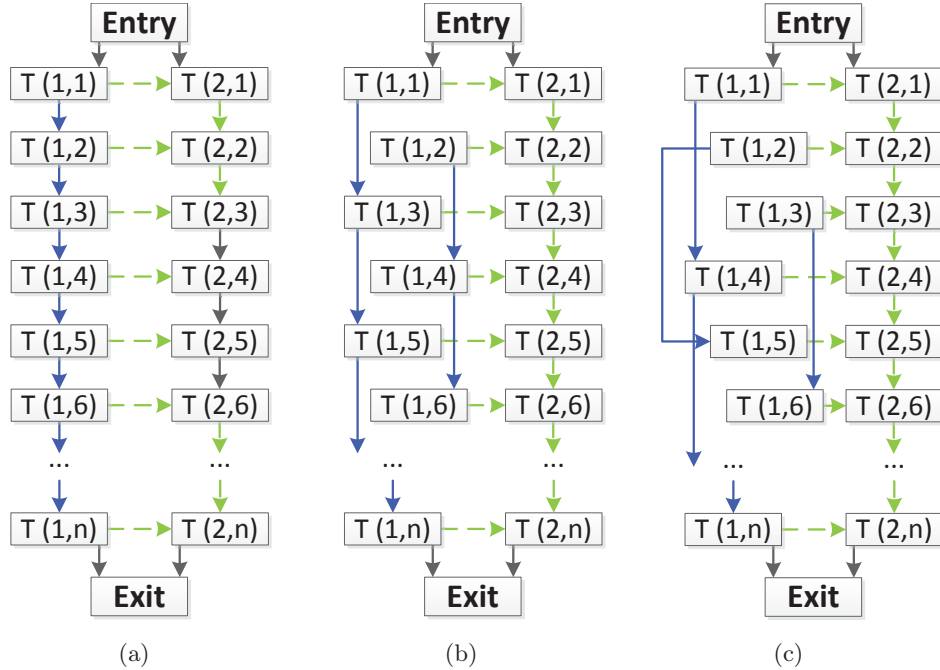 Entry Entry Entry
T (1,1) T (2,1) T (1,1) T (2,1) T (1,1) T (2,1)
T (1,2) T (2,2) T (1,2) T (2,2) T (1,2) T (2,2)
T (1,3) T (2,3) T (1,3) T (2,3) T (1,3) T (2,3)
T (1,4) T (2,4) T (1,4) T (2,4) T (1,4) T (2,4)
T (1,5) T (2,5) T (1,5) T (2,5) T (1,5) T (2,5)
T (1,6) T (2,6) T (1,6) T (2,6) T (1,6) T (2,6)
... ... ... ... ... ...
T (1,n) T (2,n) T (1,n) T (2,n) T (1,n) T (2,n)
Exit Exit Exit
(a) (b) (c)